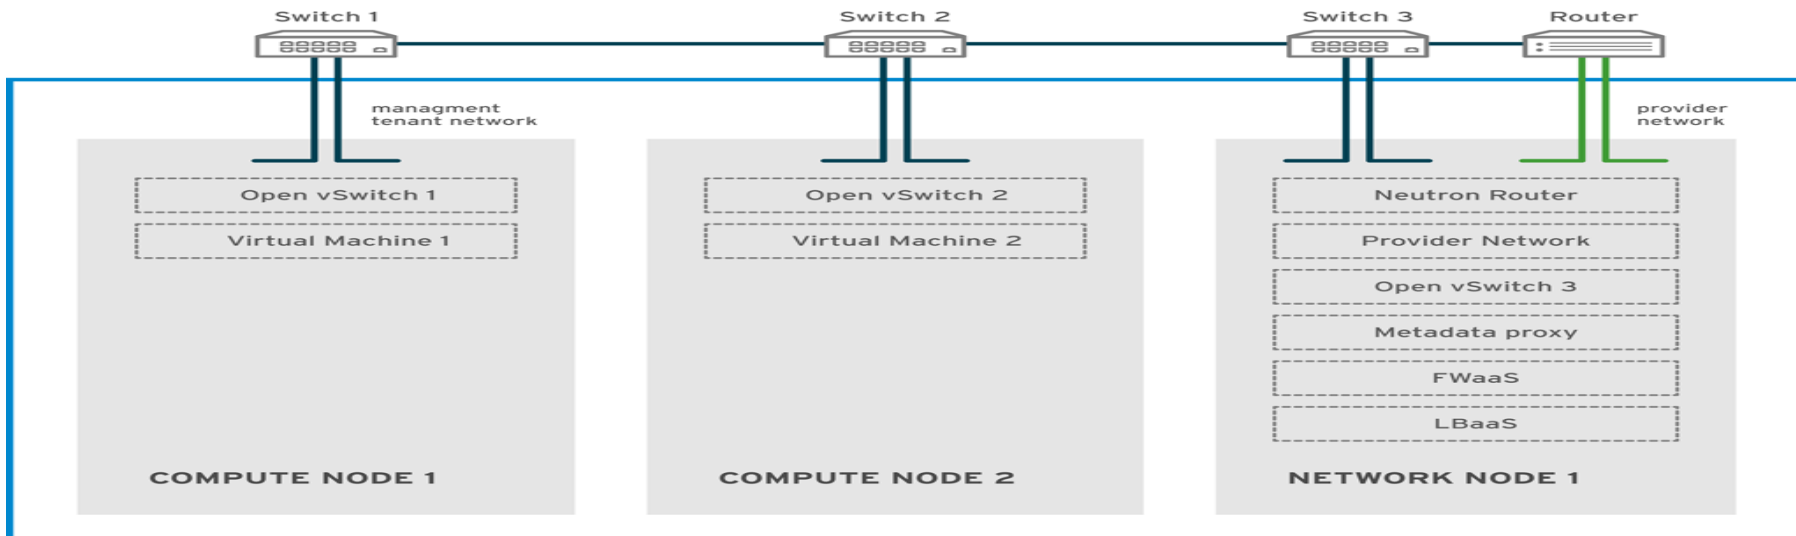 Switch 1
Switch 2
Switch 3
Router
managment
tenant network
provider
network
Open vSwitch 1
Virtual Machine 1
COMPUTE NODE 1
Open vSwitch 2
Virtual Machine 2
COMPUTE NODE 2
Neutron Router
Provider Network
Open vSwitch 3
Metadata proxy
FWaaS
LBaaS
NETWORK NODE 1